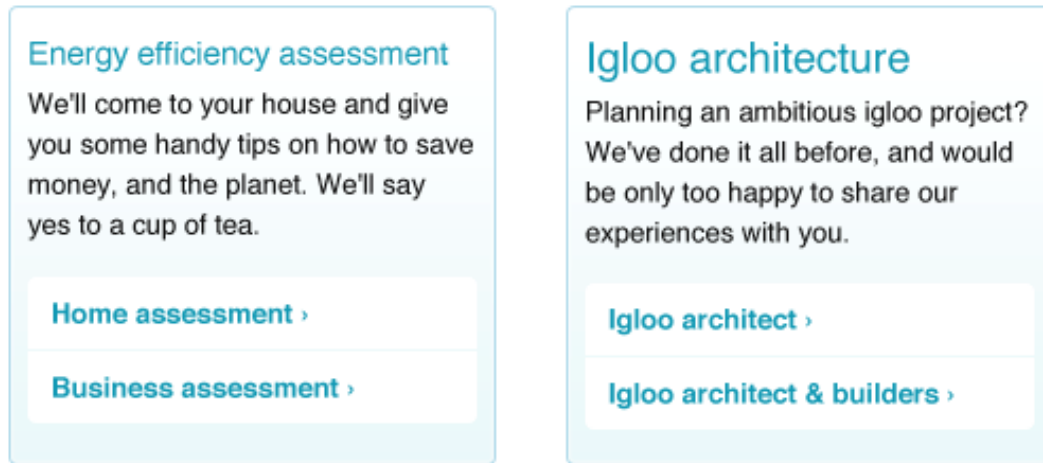 Energy efficiency assessment
We'll come to your house and give
you some handy tips on how to save
money, and the planet. We'll say
yes to a cup of tea.
Home assessment ›
Business assessment ›
Igloo architecture
Planning an ambitious igloo project?
We've done it all before, and would
be only too happy to share our
experiences with you.
Igloo architect ›
Igloo architect & builders ›